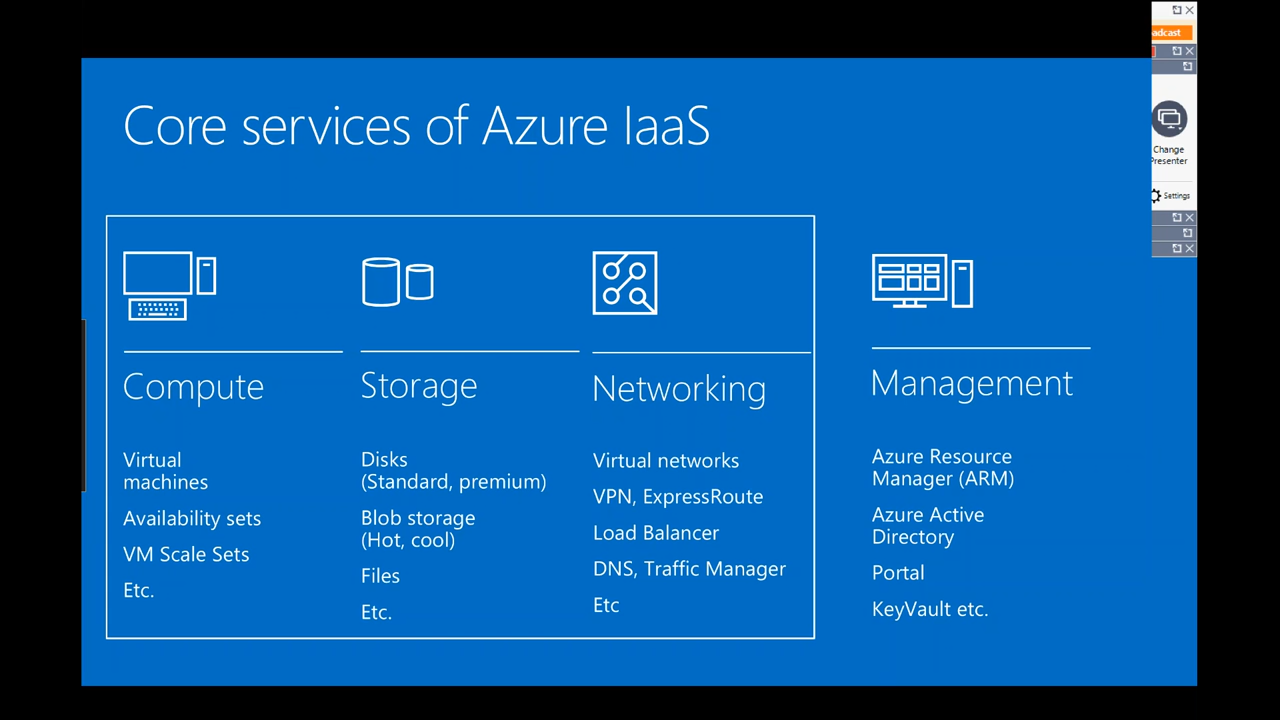 Core services of Azure IaaS
Compute
Virtual
machines
Availability sets
VM Scale Sets
Etc.
Storage
Disks
(Standard, premium)
Blob storage
(Hot, cool)
Files
Etc.
Networking
Virtual networks
VPN, ExpressRoute
Load Balancer
DNS, Traffic Manager
Etc
Management
Azure Resource
Manager (ARM)
Azure Active
Directory
Portal
KeyVault etc.
adcast
Change
Presenter
Settings